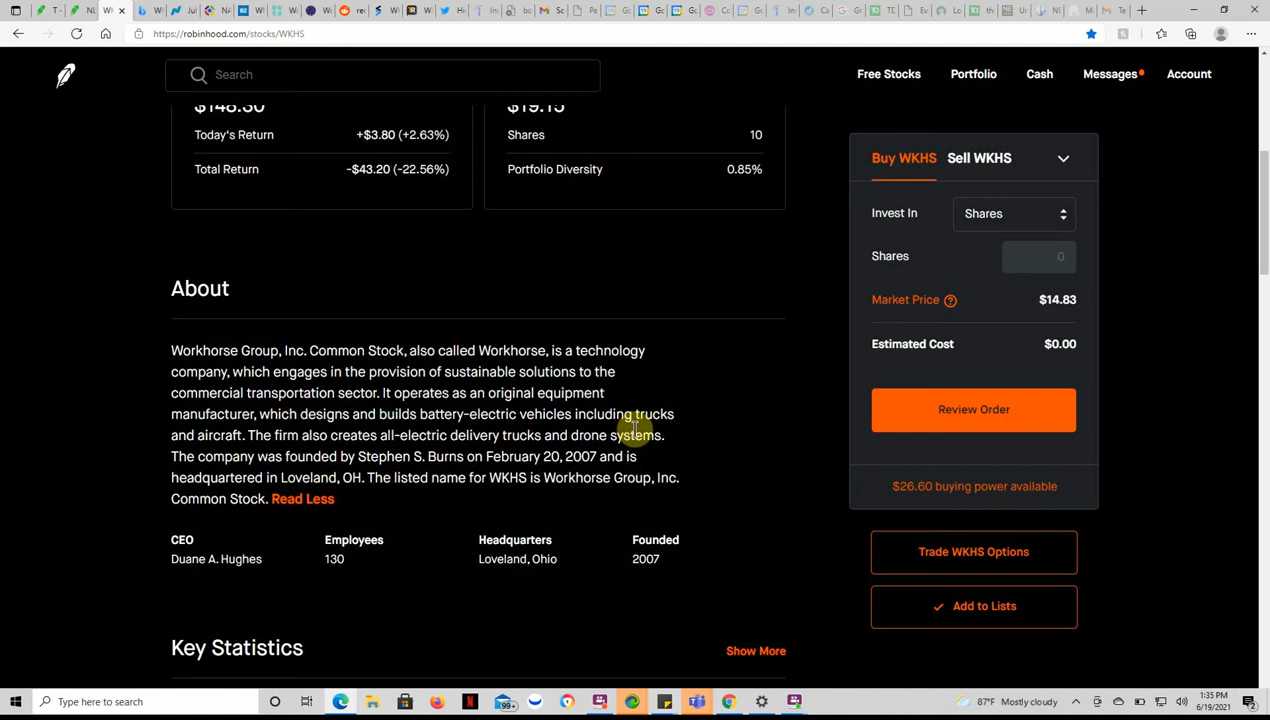 robinhood.com/stocks/WKHS
Search
Free Stocks
Portfolio
Cash
Messages
Account
$148.30
$19.15
Today's Return +$3.80 (+2.63%)
Total Return -$43.20 (-22.56%)
Shares 10
Portfolio Diversity 0.85%
Buy WKHS Sell WKHS
Invest In Shares
Shares 0
Market Price ? $14.83
Estimated Cost $0.00
Review Order
$26.60 buying power available
Trade WKHS Options
Add to Lists
About
Workhorse Group, Inc. Common Stock, also called Workhorse, is a technology
company, which engages in the provision of sustainable solutions to the
commercial transportation sector. It operates as an original equipment
manufacturer, which designs and builds battery-electric vehicles including trucks
and aircraft. The firm also creates all-electric delivery trucks and drone systems.
The company was founded by Stephen S. Burns on February 20, 2007 and is
headquartered in Loveland, OH. The listed name for WKHS is Workhorse Group, Inc.
Common Stock. Read Less
CEO Employees Headquarters Founded
Duane A. Hughes 130 Loveland, Ohio 2007
Key Statistics
Show More
Type here to search
99+
87°F Mostly cloudy
1:35 PM
6/19/2021